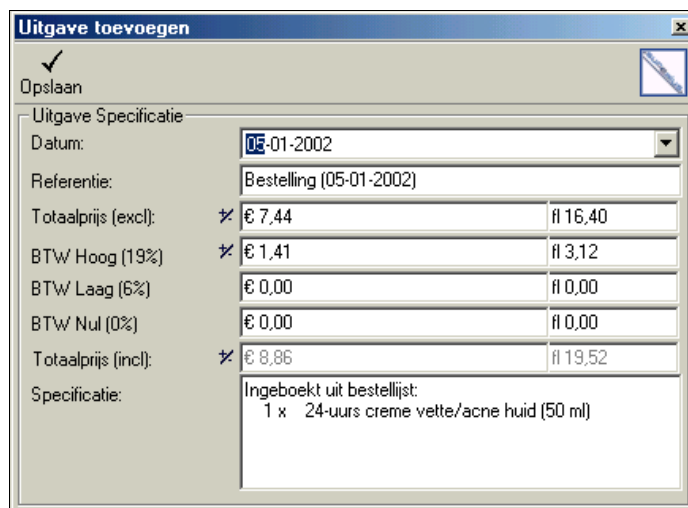 Uitgave toevoegen
Opslaan
Uitgave Specificatie
Datum: 05-01-2002
Referentie: Bestelling (05-01-2002)
Totaalprijs (excl): € 7,44 fl 16,40
BTW Hoog (19%) € 1,41 fl 3,12
BTW Laag (6%) € 0,00 fl 0,00
BTW Nul (0%) € 0,00 fl 0,00
Totaalprijs (incl): € 8,86 fl 19,52
Specificatie: Ingeboekt uit bestellijst:
1 x 24-uurs creme vette/acne huid (50 ml)